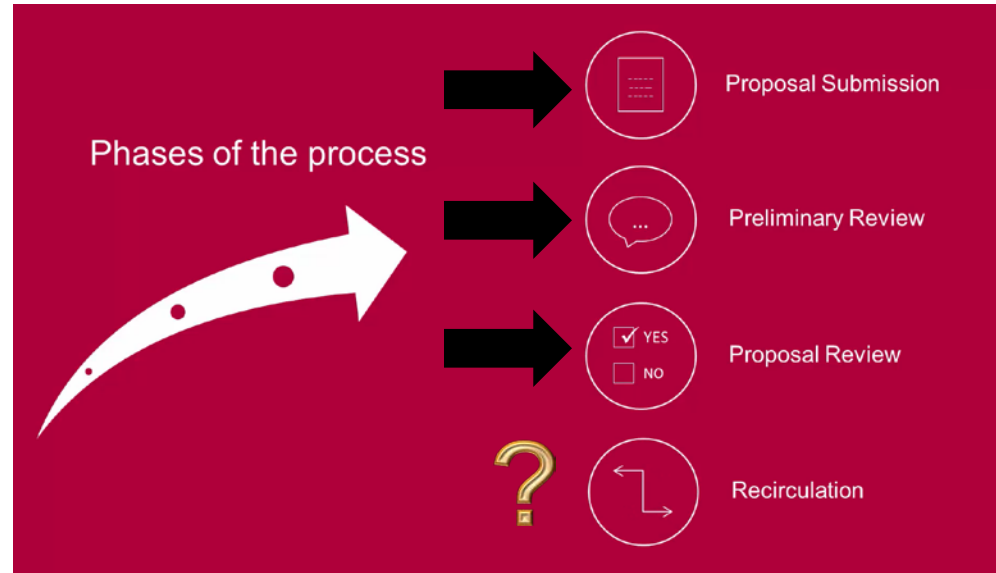 Phases of the process
Proposal Submission
...
Preliminary Review
YES
NO
Proposal Review
?
Recirculation